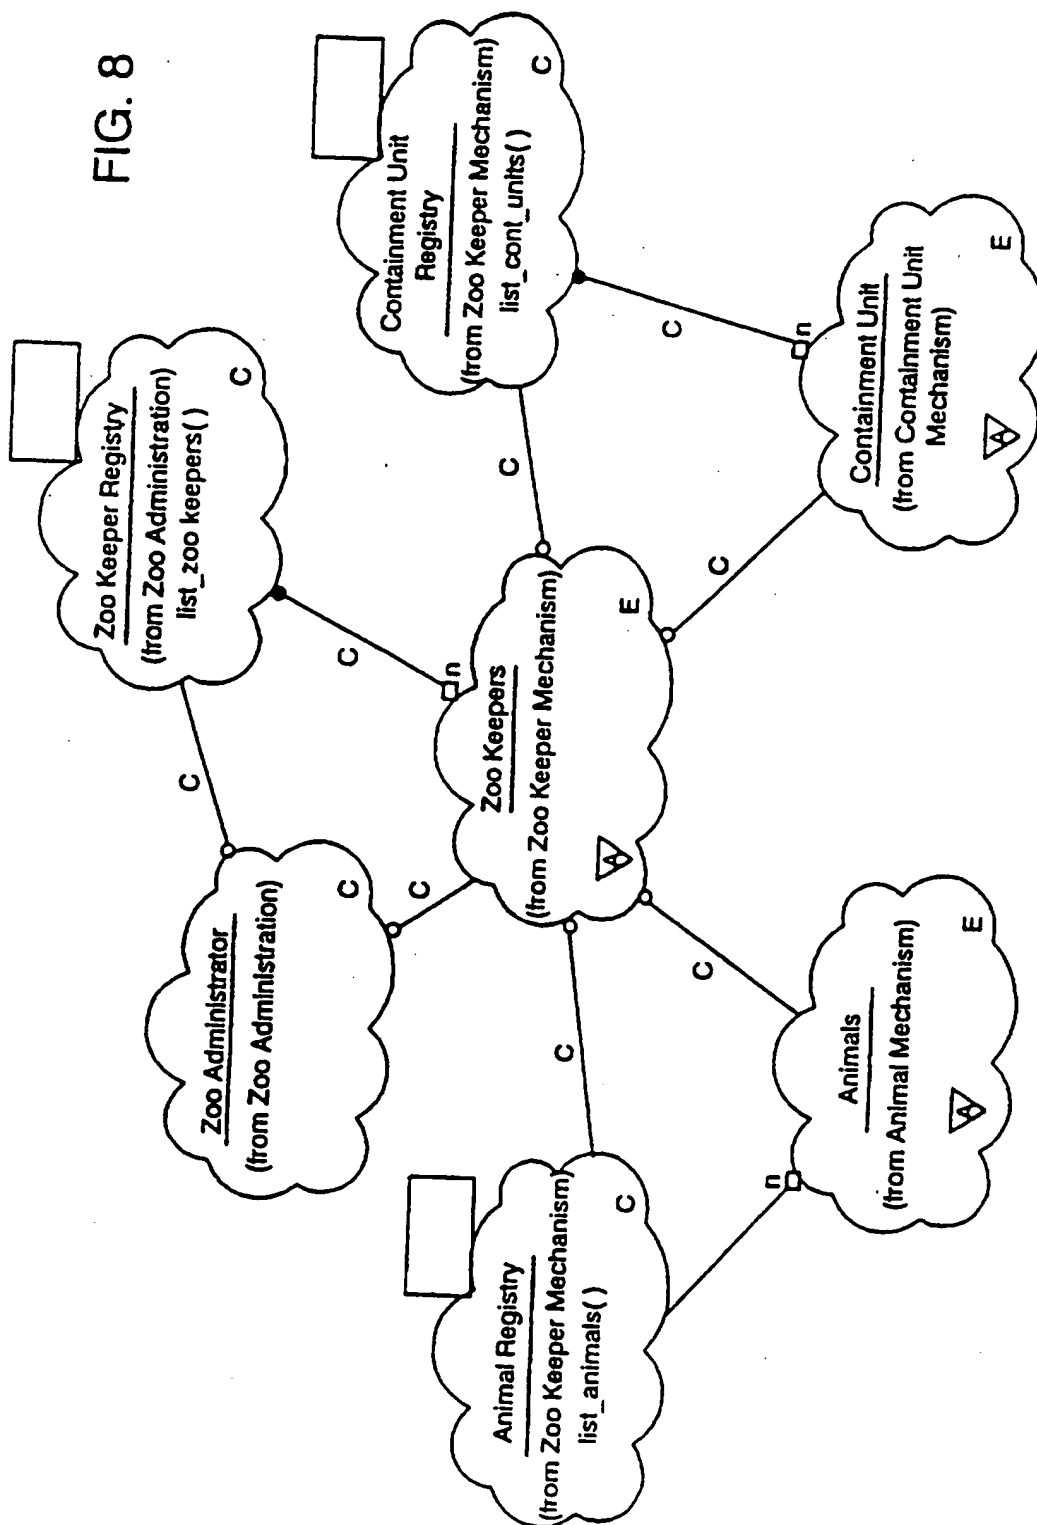 FIG. 8
Zoo Administrator
(from Zoo Administration)
C
C
Zoo Keeper Registry
(from Zoo Administration)
list_zoo keepers( )
C
C
C
n
Animal Registry
(from Zoo Keeper Mechanism)
list_animals( )
C
C
Zoo Keepers
(from Zoo Keeper Mechanism)
A
E
C
Containment Unit
Registry
(from Zoo Keeper Mechanism)
list_cont_units( )
C
n
C
C
C
n
Animals
(from Animal Mechanism)
A
E
Containment Unit
(from Containment Unit
Mechanism)
A
E